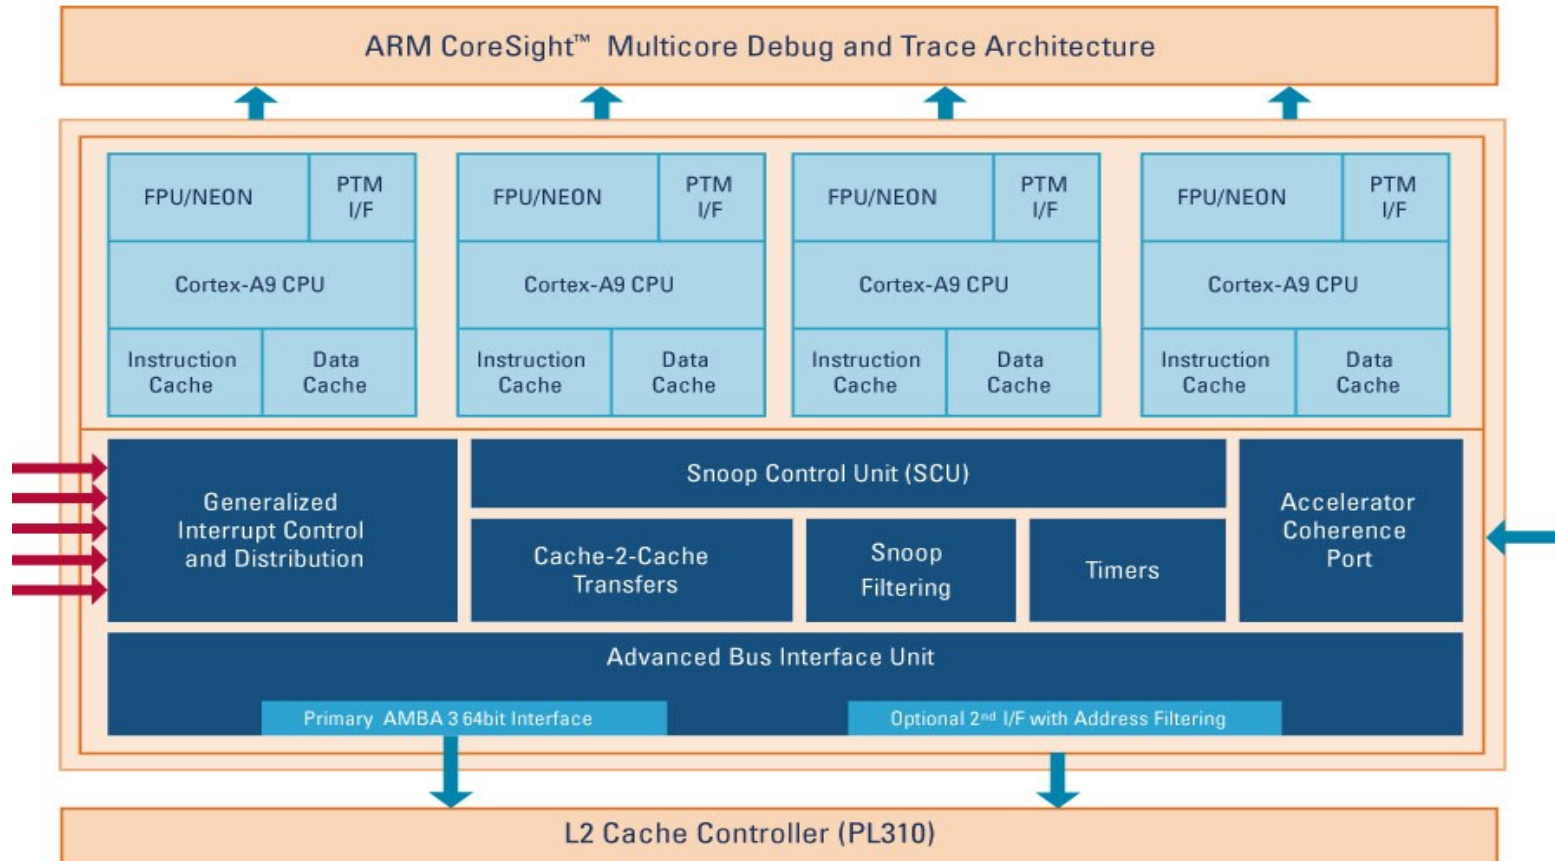 ARM CoreSight™ Multicore Debug and Trace Architecture
FPU/NEON
PTM
I/F
Cortex-A9 CPU
Instruction
Cache
Data
Cache
FPU/NEON
PTM
I/F
Cortex-A9 CPU
Instruction
Cache
Data
Cache
FPU/NEON
PTM
I/F
Cortex-A9 CPU
Instruction
Cache
Data
Cache
FPU/NEON
PTM
I/F
Cortex-A9 CPU
Instruction
Cache
Data
Cache
Generalized
Interrupt Control
and Distribution
Snoop Control Unit (SCU)
Cache-2-Cache
Transfers
Snoop
Filtering
Timers
Accelerator
Coherence
Port
Advanced Bus Interface Unit
Primary AMBA 3 64bit Interface
Optional 2nd I/F with Address Filtering
L2 Cache Controller (PL310)